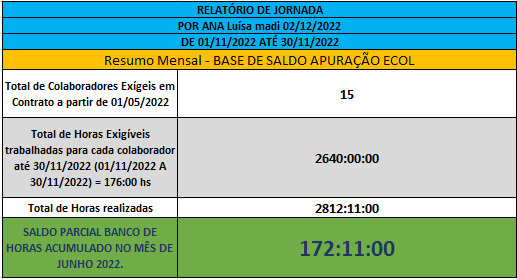 RELATÓRIO DE JORNADA
POR ANA Luísa madi 02/12/2022
DE 01/11/2022 ATÉ 30/11/2022
Resumo Mensal - BASE DE SALDO APURAÇÃO ECOL
Total de Colaboradores Exígeis em
Contrato a partir de 01/05/2022
15
Total de Horas Exigíveis
trabalhadas para cada colaborador
até 30/11/2022 (01/11/2022 A
30/11/2022) = 176:00 hs
2640:00:00
Total de Horas realizadas
2812:11:00
SALDO PARCIAL BANCO DE
HORAS ACUMULADO NO MÊS DE
JUNHO 2022.
172:11:00